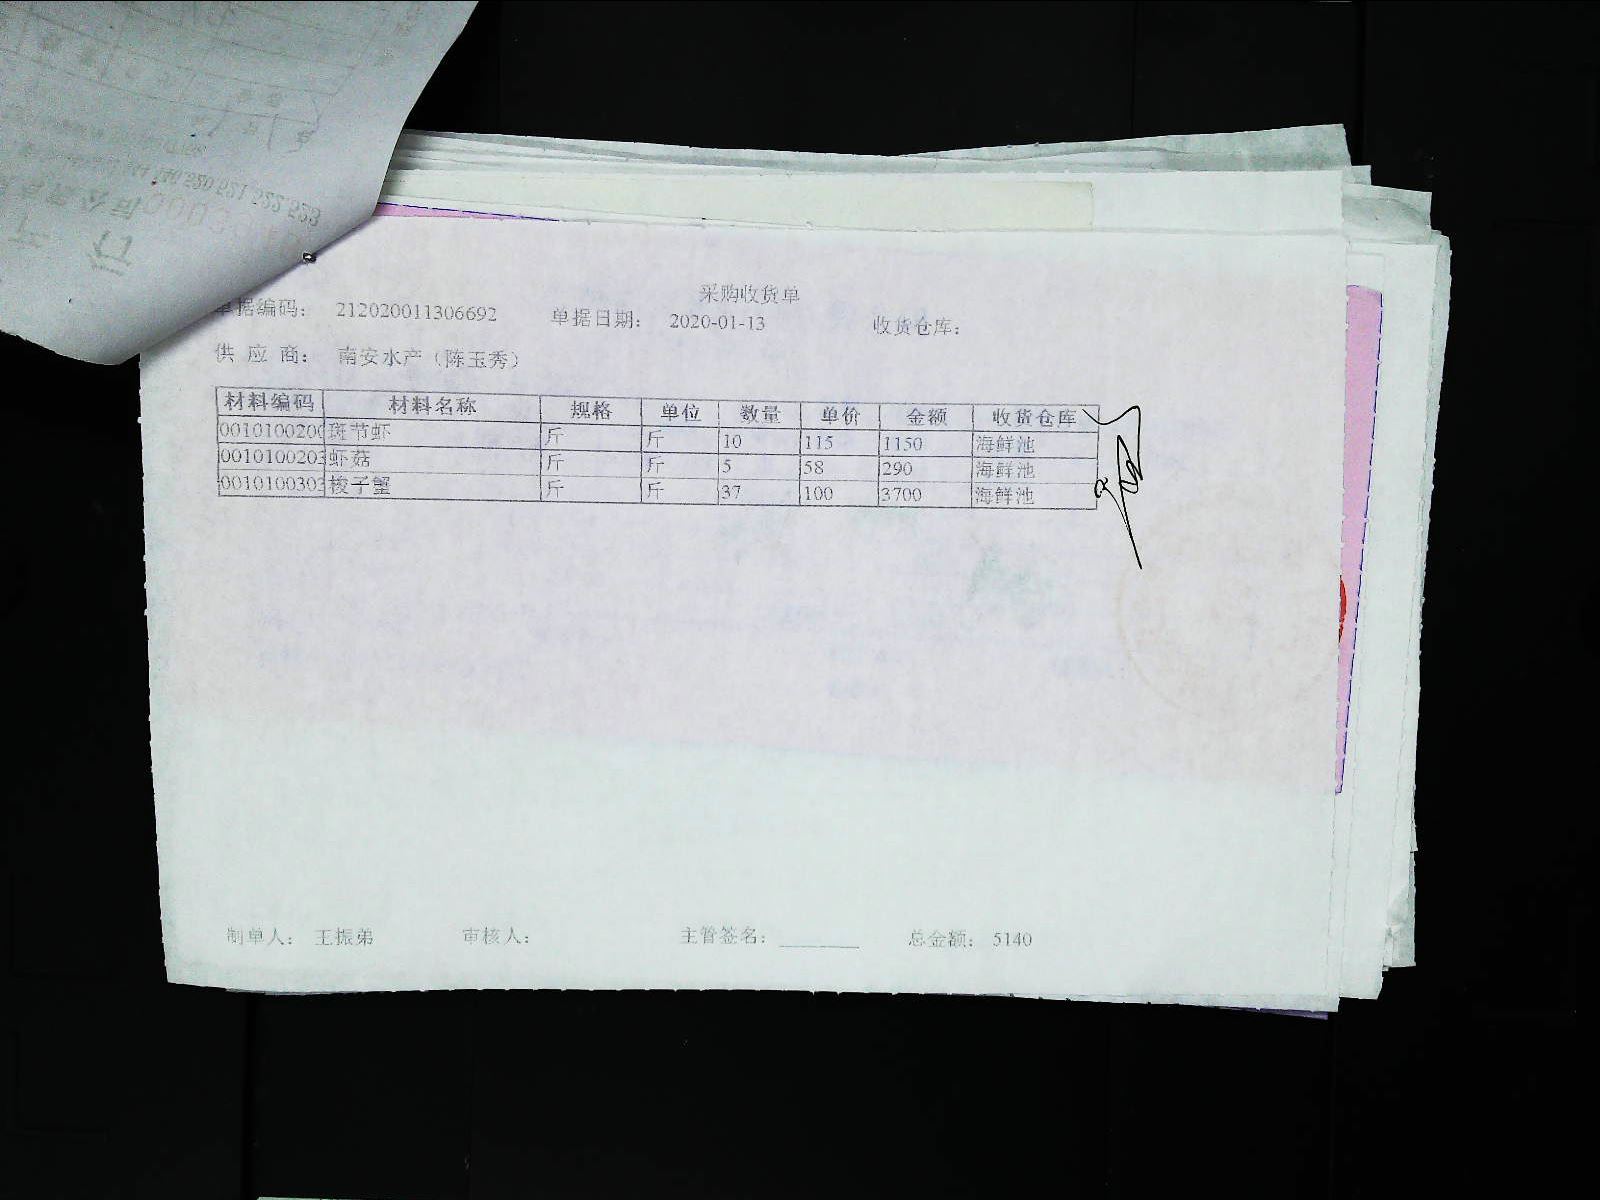 采购收货单
单据编码： 212020011306692 单据日期： 2020-01-13 收货仓库：
供 应 商： 南安水产（陈玉秀）
材料编码 材料名称 规格 单位 数量 单价 金额 收货仓库
0010100200 斑节虾 斤 斤 10 115 1150 海鲜池
0010100203 虾菇 斤 斤 5 58 290 海鲜池
0010100303 梭子蟹 斤 斤 37 100 3700 海鲜池
制单人： 王振弟 审核人： 主管签名： 总金额： 5140